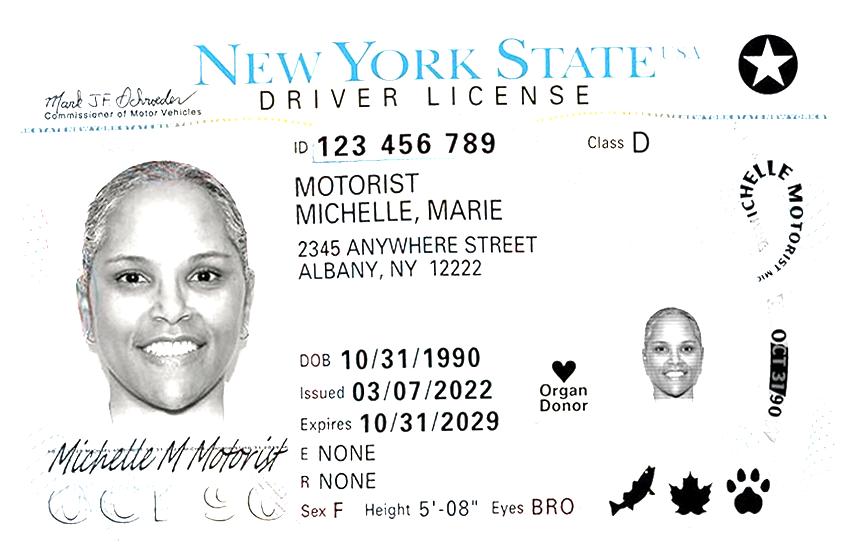 NEW YORK STATE USA
DRIVER LICENSE
Mark JF Schroeder
Commissioner of Motor Vehicles
ID 123 456 789
Class D
MOTORIST
MICHELLE, MARIE
2345 ANYWHERE STREET
ALBANY, NY 12222
DOB 10/31/1990
Issued 03/07/2022
Expires 10/31/2029
E NONE
R NONE
Sex F Height 5'-08" Eyes BRO
Organ
Donor
Michelle M Motorist
OCT 90
MICHELLE MOTORIST MIC
OCT 31/90